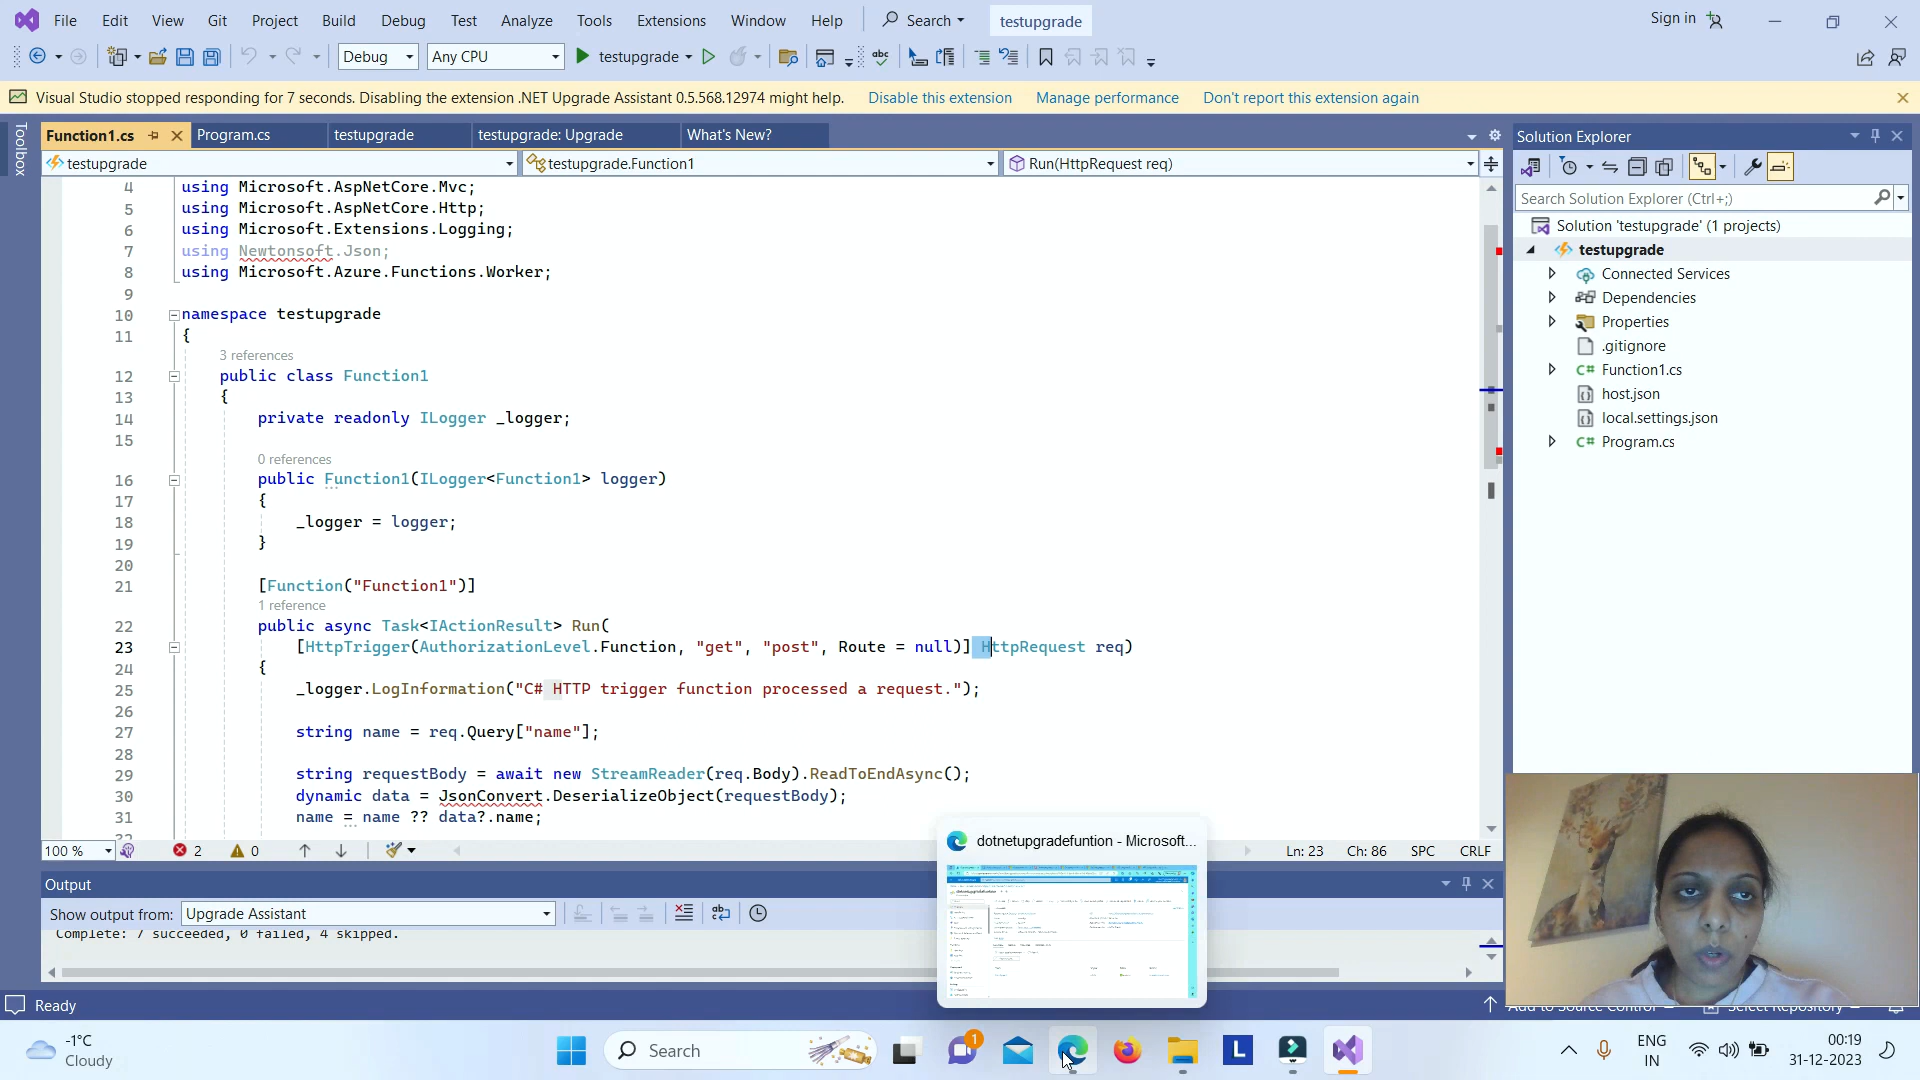 File Edit View Git Project Build Debug Test Analyze Tools Extensions Window Help Search testupgrade Sign in
Debug Any CPU testupgrade
Visual Studio stopped responding for 7 seconds. Disabling the extension .NET Upgrade Assistant 0.5.568.12974 might help. Disable this extension Manage performance Don't report this extension again
Toolbox
Function1.cs Program.cs testupgrade testupgrade: Upgrade What's New?
testupgrade testupgrade.Function1 Run(HttpRequest req)
4 using Microsoft.AspNetCore.Mvc;
5 using Microsoft.AspNetCore.Http;
6 using Microsoft.Extensions.Logging;
7 using Newtonsoft.Json;
8 using Microsoft.Azure.Functions.Worker;
9
10 namespace testupgrade
11 {
3 references
12 public class Function1
13 {
14 private readonly ILogger _logger;
15
0 references
16 public Function1(ILogger<Function1> logger)
17 {
18 _logger = logger;
19 }
20
21 [Function("Function1")]
1 reference
22 public async Task<IActionResult> Run(
23 [HttpTrigger(AuthorizationLevel.Function, "get", "post", Route = null)] HttpRequest req)
24 {
25 _logger.LogInformation("C# HTTP trigger function processed a request.");
26
27 string name = req.Query["name"];
28
29 string requestBody = await new StreamReader(req.Body).ReadToEndAsync();
30 dynamic data = JsonConvert.DeserializeObject(requestBody);
31 name = name ?? data?.name;
100 % 2 0 Ln: 23 Ch: 86 SPC CRLF
Output
Show output from: Upgrade Assistant
Complete: 7 succeeded, 0 failed, 4 skipped.
Ready
Solution Explorer
Search Solution Explorer (Ctrl+;)
Solution 'testupgrade' (1 projects)
testupgrade
Connected Services
Dependencies
Properties
.gitignore
C# Function1.cs
host.json
local.settings.json
C# Program.cs
dotnetupgradefuntion - Microsoft...
Add to Source Control Select Repository
-1°C
Cloudy
Search
1
L
ENG
IN
00:19
31-12-2023